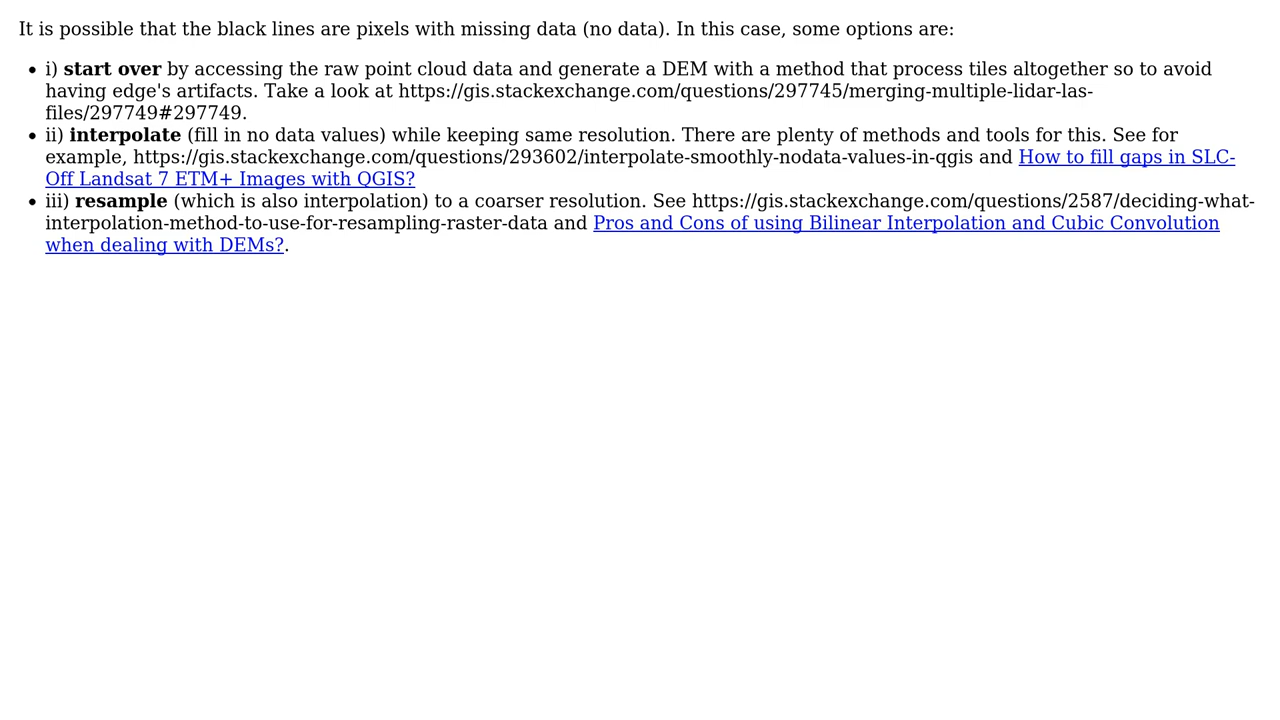 It is possible that the black lines are pixels with missing data (no data). In this case, some options are:
• i) start over by accessing the raw point cloud data and generate a DEM with a method that process tiles altogether so to avoid
having edge's artifacts. Take a look at https://gis.stackexchange.com/questions/297745/merging-multiple-lidar-las-
files/297749#297749.
• ii) interpolate (fill in no data values) while keeping same resolution. There are plenty of methods and tools for this. See for
example, https://gis.stackexchange.com/questions/293602/interpolate-smoothly-nodata-values-in-qgis and How to fill gaps in SLC-
Off Landsat 7 ETM+ Images with QGIS?
• iii) resample (which is also interpolation) to a coarser resolution. See https://gis.stackexchange.com/questions/2587/deciding-what-
interpolation-method-to-use-for-resampling-raster-data and Pros and Cons of using Bilinear Interpolation and Cubic Convolution
when dealing with DEMs?.